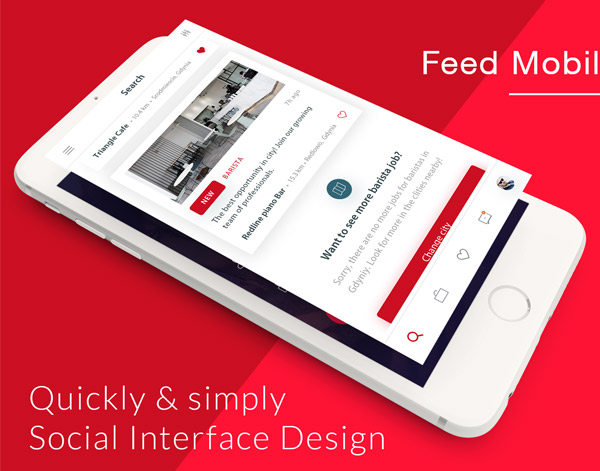 Feed Mobil
Search
Triangle Cafe • 10.4 km • Srodmiescie, Gdynia
7h ago
NEW
BARISTA
The best opportunity in city! Join our growing
team of professionals.
Redline piano Bar • 15.3 km • Redlowo, Gdynia
Want to see more barista job?
Sorry, there are no more jobs for baristas in
Gdyniy. Look for more in the cities nearby!
Change city
Quickly & simply
Social Interface Design